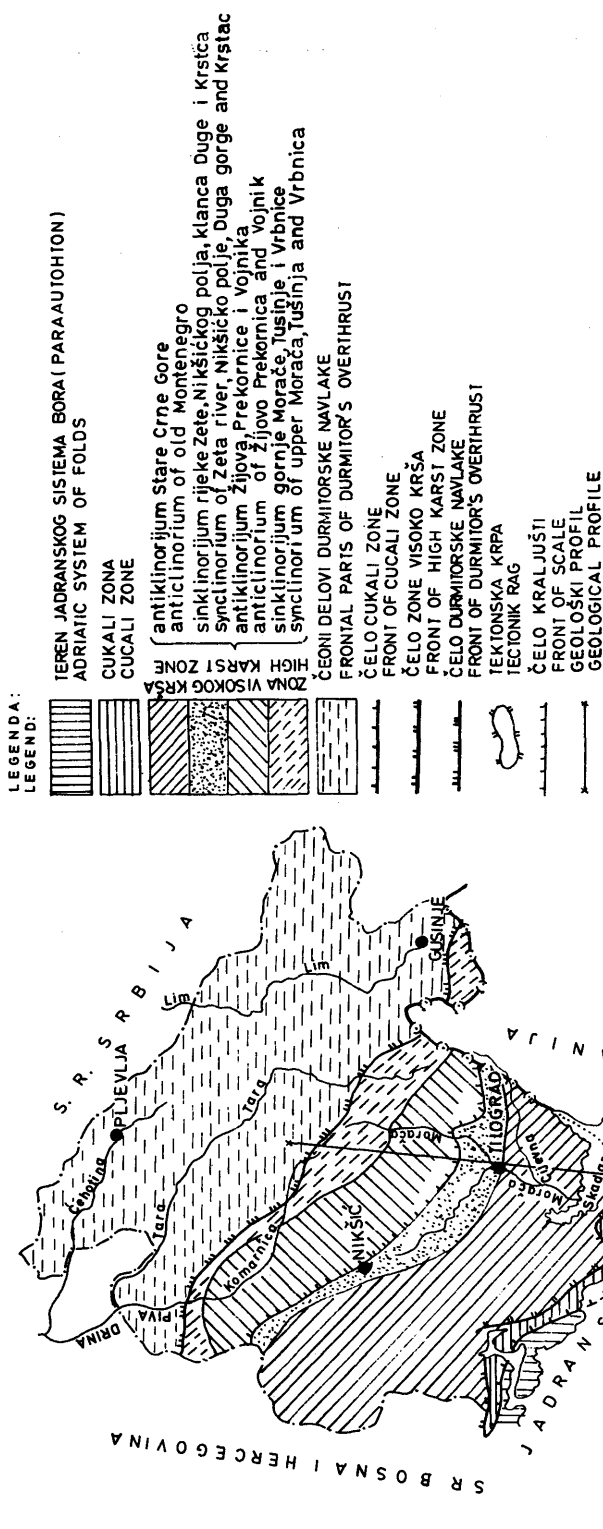 LEGENDA:
LEGEND:
TEREN JADRANSKOG SISTEMA BORA (PARAAUTOHTON)
ADRIATIC SYSTEM OF FOLDS
CUKALI ZONA
CUCALI ZONE
ZONA VISOKOG KRŠA
HIGH KARST ZONE
antiklinorijum Stare Crne Gore
anticlinorium of old Montenegro
sinklinorijum rijeke Zete, Nikšićkog polja, klanca Duge i Krstća
synclinorium of Zeta river, Nikšićko polje, Duga gorge and Krstac
antiklinorijum Žijova, Prekornice i Vojnika
anticlinorium of Žijovo Prekornica and Vojnik
sinklinorijum gornje Morače, Tušinje i Vrbnice
synclinorium of upper Morača, Tušinja and Vrbnica
ČEONI DELOVI DURMITORSKE NAVLAKE
FRONTAL PARTS OF DURMITOR'S OVERTHRUST
ČELO CUKALI ZONE
FRONT OF CUCALI ZONE
ČELO ZONE VISOKO KRŠA
FRONT OF HIGH KARST ZONE
ČELO DURMITORSKE NAVLAKE
FRONT OF DURMITOR'S OVERTHRUST
TEKTONSKA KRPA
TECTONIK RAG
ČELO KRALJUŠTI
FRONT OF SCALE
GEOLOŠKI PROFIL
GEOLOGICAL PROFILE
S. R. SRBIJA
PLJEVLJA
Ćehotina
Lim
Lim
GUSINJE
Tara
Tara
DRINA
PIVA
Komarnica
Morača
NIKŠIĆ
TITOGRAD
Morača
Cijevna
Skadar
NIJA
JADRANS
SR BOSNA I HERCEGOVINA